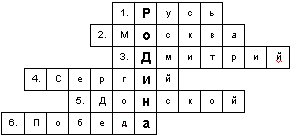 1. Русь
2. Москва
3. Дмитрий
4. Сергий
5. Донской
6. Победа